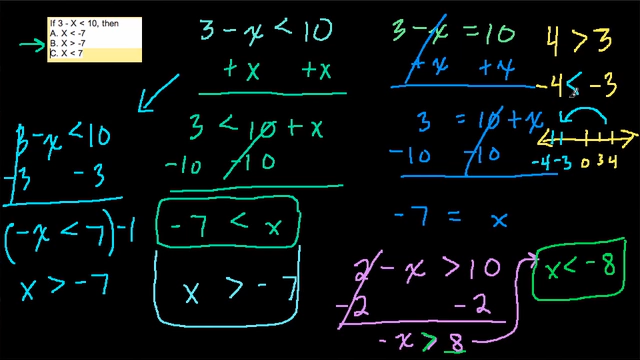 If 3 - X < 10, then
A. X < -7
B. X > -7
C. X < 7
3 - x < 10
+x +x
3 < 10 + x
-10 -10
-7 < x
x > -7
3 - x < 10
-3 -3
(-x < 7) -1
x > -7
3 - x = 10
+x +x
3 = 10 + x
-10 -10
-7 = x
2 - x > 10
-2 -2
-x > 8
x < -8
4 > 3
-4 < -3
-4 -3 0 3 4